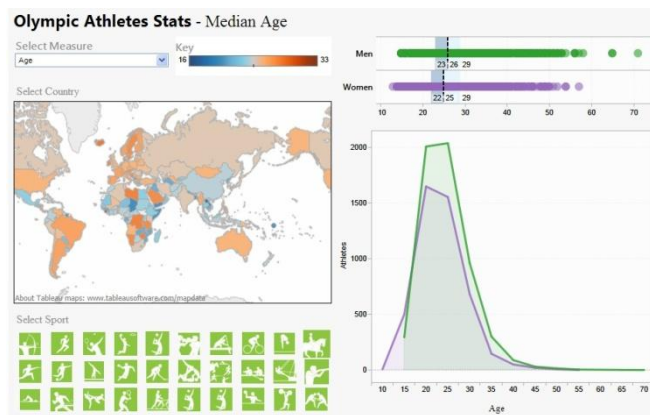 Olympic Athletes Stats - Median Age
Select Measure
Age
Key
16 33
Select Country
About Tableau maps: www.tableausoftware.com/mapdata
Select Sport
Men
23 26 29
Women
22 25 29
10 20 30 40 50 60 70
Athletes
2000
1500
1000
500
0
10 15 20 25 30 35 40 45 50 55 60 65 70
Age